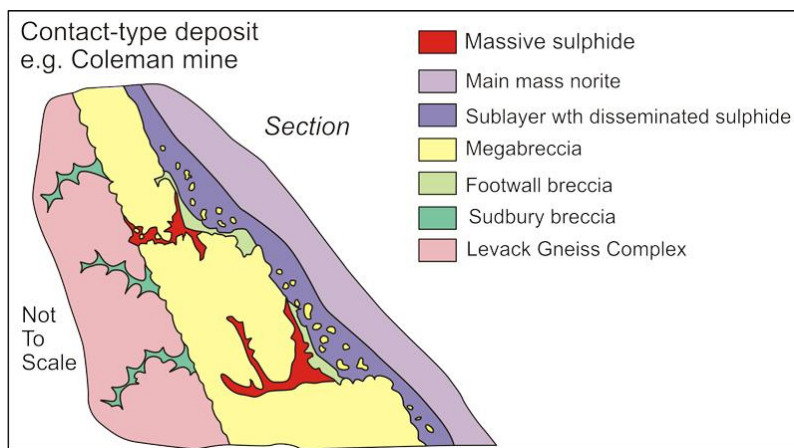 Contact-type deposit
e.g. Coleman mine
Section
Not
To
Scale
Massive sulphide
Main mass norite
Sublayer wth disseminated sulphide
Megabreccia
Footwall breccia
Sudbury breccia
Levack Gneiss Complex